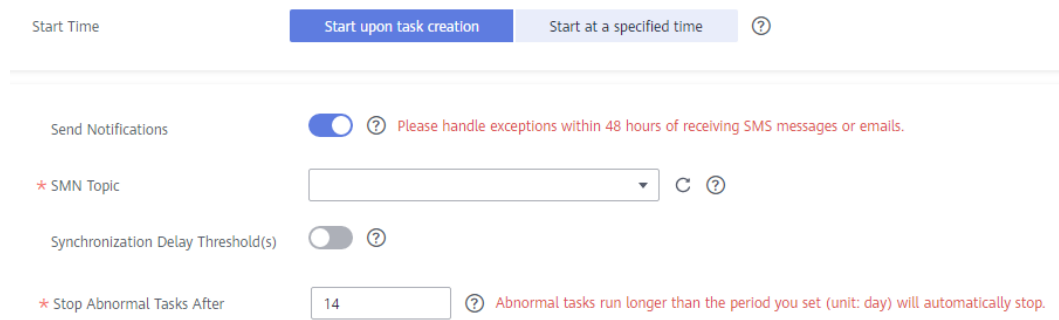 Start Time Start upon task creation Start at a specified time ?
Send Notifications ? Please handle exceptions within 48 hours of receiving SMS messages or emails.
* SMN Topic ?
Synchronization Delay Threshold(s) ?
* Stop Abnormal Tasks After 14 ? Abnormal tasks run longer than the period you set (unit: day) will automatically stop.